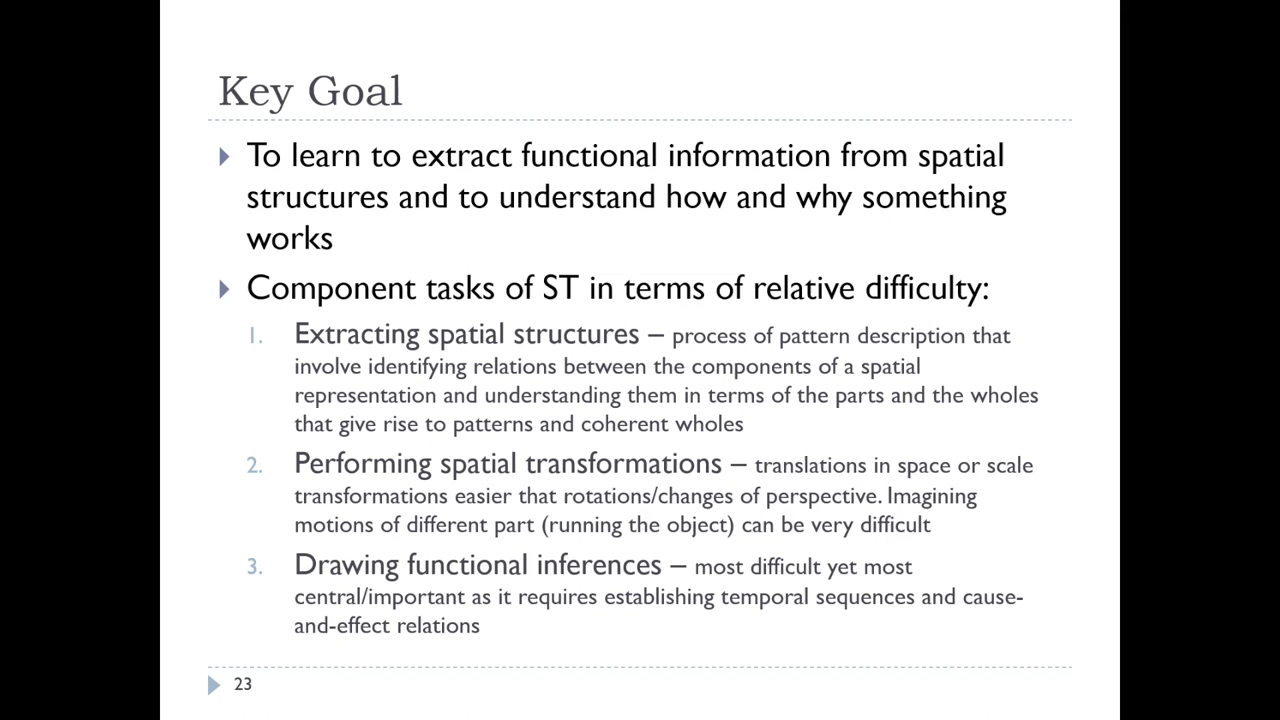 Key Goal
To learn to extract functional information from spatial
structures and to understand how and why something
works
Component tasks of ST in terms of relative difficulty:
1. Extracting spatial structures – process of pattern description that
involve identifying relations between the components of a spatial
representation and understanding them in terms of the parts and the wholes
that give rise to patterns and coherent wholes
2. Performing spatial transformations – translations in space or scale
transformations easier that rotations/changes of perspective. Imagining
motions of different part (running the object) can be very difficult
3. Drawing functional inferences – most difficult yet most
central/important as it requires establishing temporal sequences and cause-
and-effect relations
23